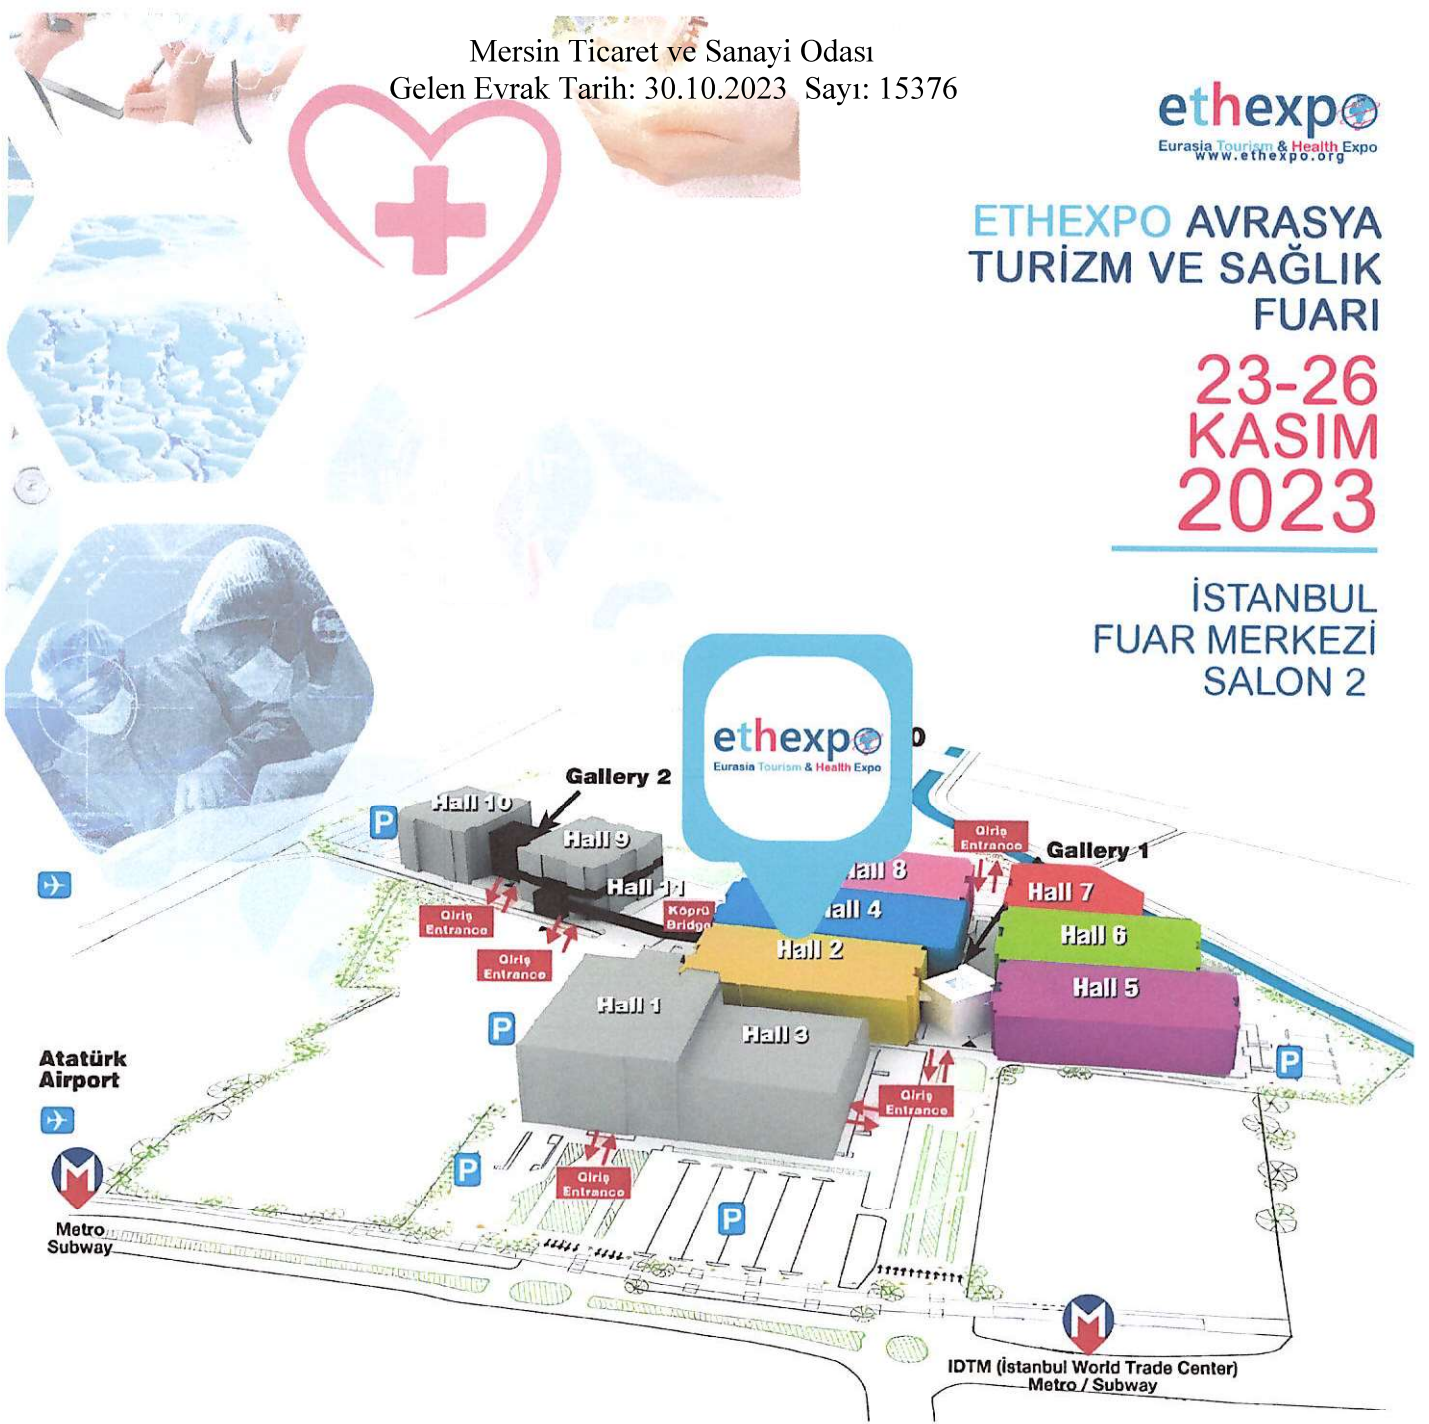 Mersin Ticaret ve Sanayi Odası
Gelen Evrak Tarih: 30.10.2023 Sayı: 15376
ethexpo
Eurasia Tourism & Health Expo
www.ethexpo.org
ETHEXPO AVRASYA
TURİZM VE SAĞLIK
FUARI
23-26
KASIM
2023
İSTANBUL
FUAR MERKEZİ
SALON 2
ethexpo
Eurasia Tourism & Health Expo
Gallery 2
Hall 10
P
Hall 9
Hall 11
Giriş
Entrance
Gallery 1
Hall 8
Hall 7
Köprü
Bridge
Hall 4
Giriş
Entrance
Hall 6
Hall 2
Giriş
Entrance
Hall 5
Hall 1
P
Hall 3
Atatürk
Airport
P
Giriş
Entrance
M
P
Giriş
Entrance
P
Metro
Subway
M
IDTM (İstanbul World Trade Center)
Metro / Subway